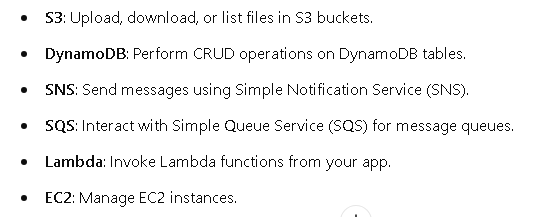 • S3: Upload, download, or list files in S3 buckets.
• DynamoDB: Perform CRUD operations on DynamoDB tables.
• SNS: Send messages using Simple Notification Service (SNS).
• SQS: Interact with Simple Queue Service (SQS) for message queues.
• Lambda: Invoke Lambda functions from your app.
• EC2: Manage EC2 instances.